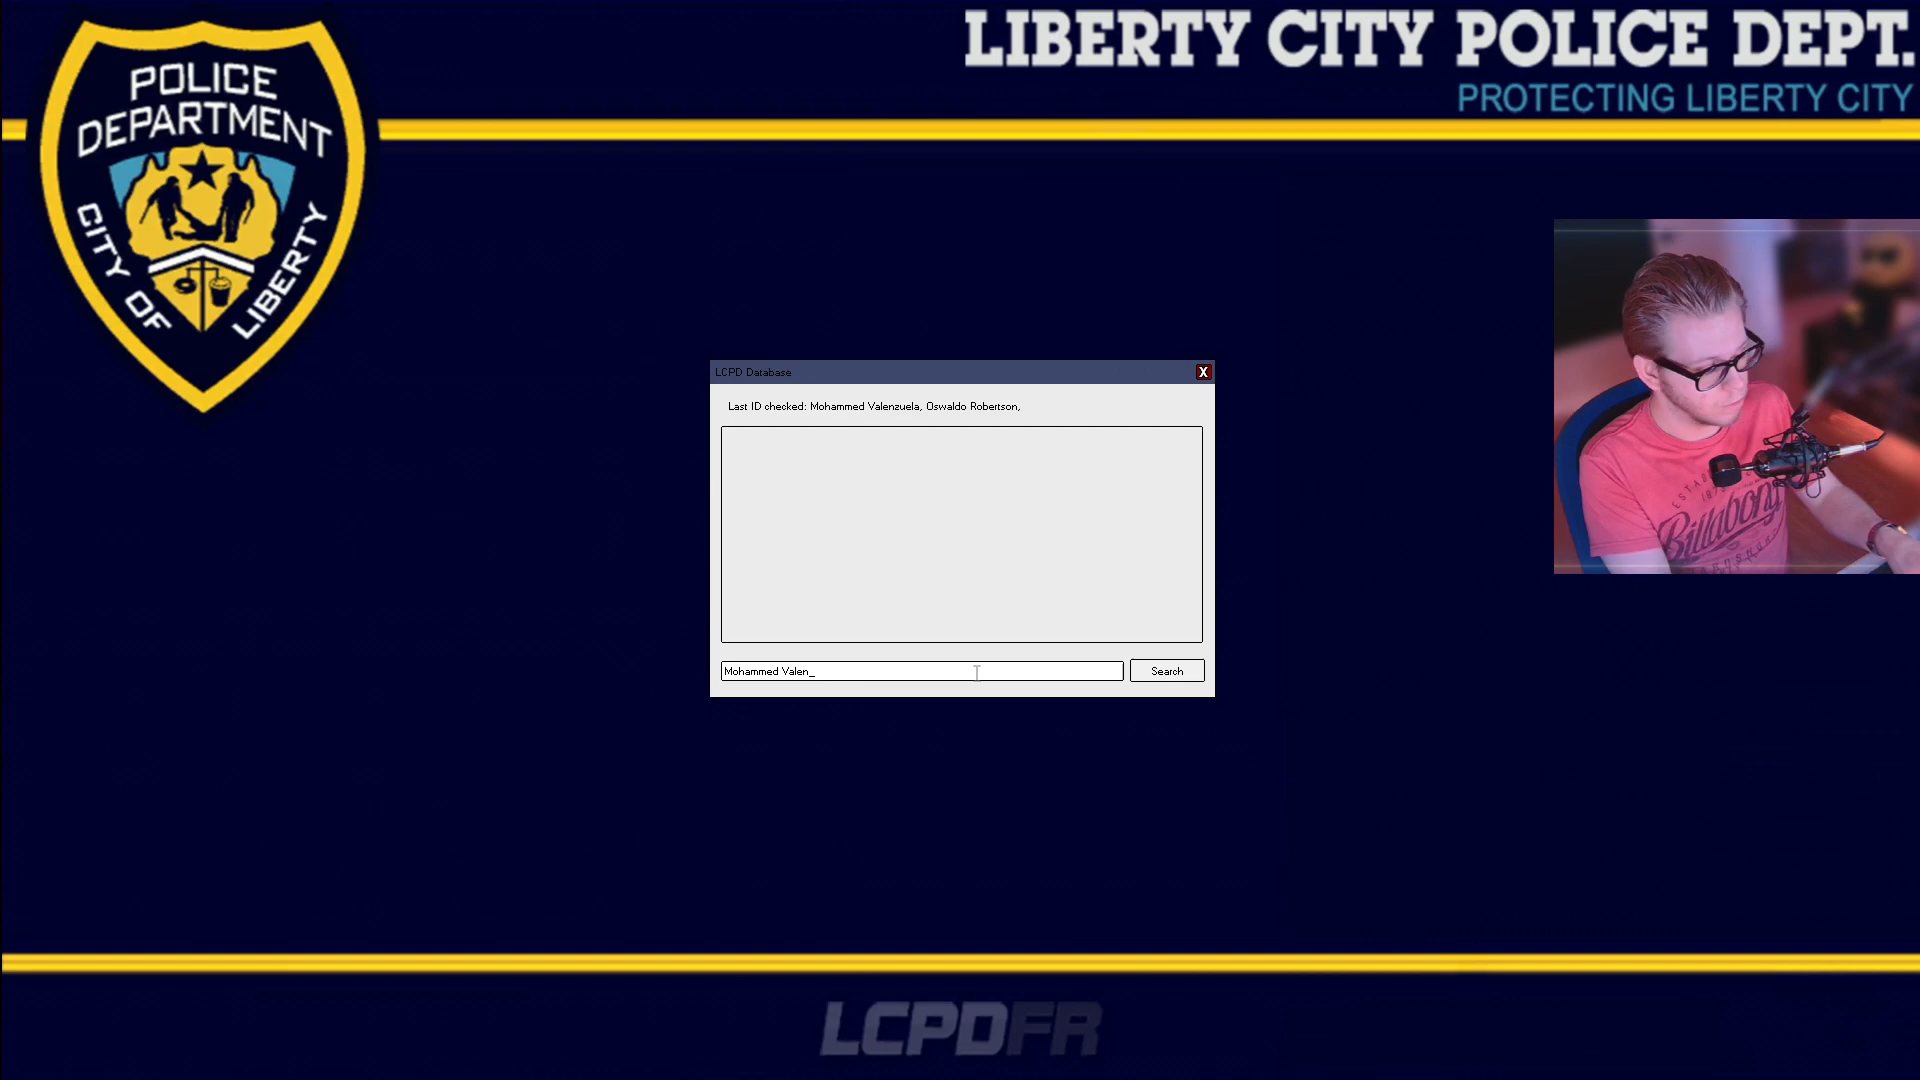 LIBERTY CITY POLICE DEPT.
PROTECTING LIBERTY CITY
POLICE
DEPARTMENT
CITY OF
LIBERTY
LCPD Database
X
Last ID checked: Mohammed Valenzuela, Oswaldo Robertson,
Mohammed Valen_
Search
Billabong
LCPDFR